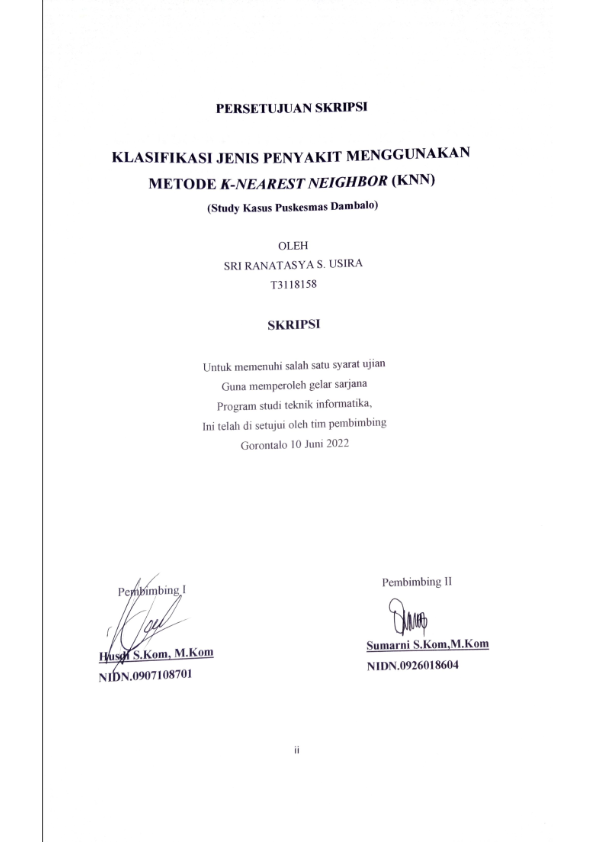 PERSETUJUAN SKRIPSI
KLASIFIKASI JENIS PENYAKIT MENGGUNAKAN
METODE K-NEAREST NEIGHBOR (KNN)
(Study Kasus Puskesmas Dambalo)
OLEH
SRI RANATASYA S. USIRA
T3118158
SKRIPSI
Untuk memenuhi salah satu syarat ujian
Guna memperoleh gelar sarjana
Program studi teknik informatika,
Ini telah di setujui oleh tim pembimbing
Gorontalo 10 Juni 2022
Pembimbing I
Pembimbing II
Husdi S.Kom, M.Kom
Sumarni S.Kom,M.Kom
NIDN.0907108701
NIDN.0926018604
ii